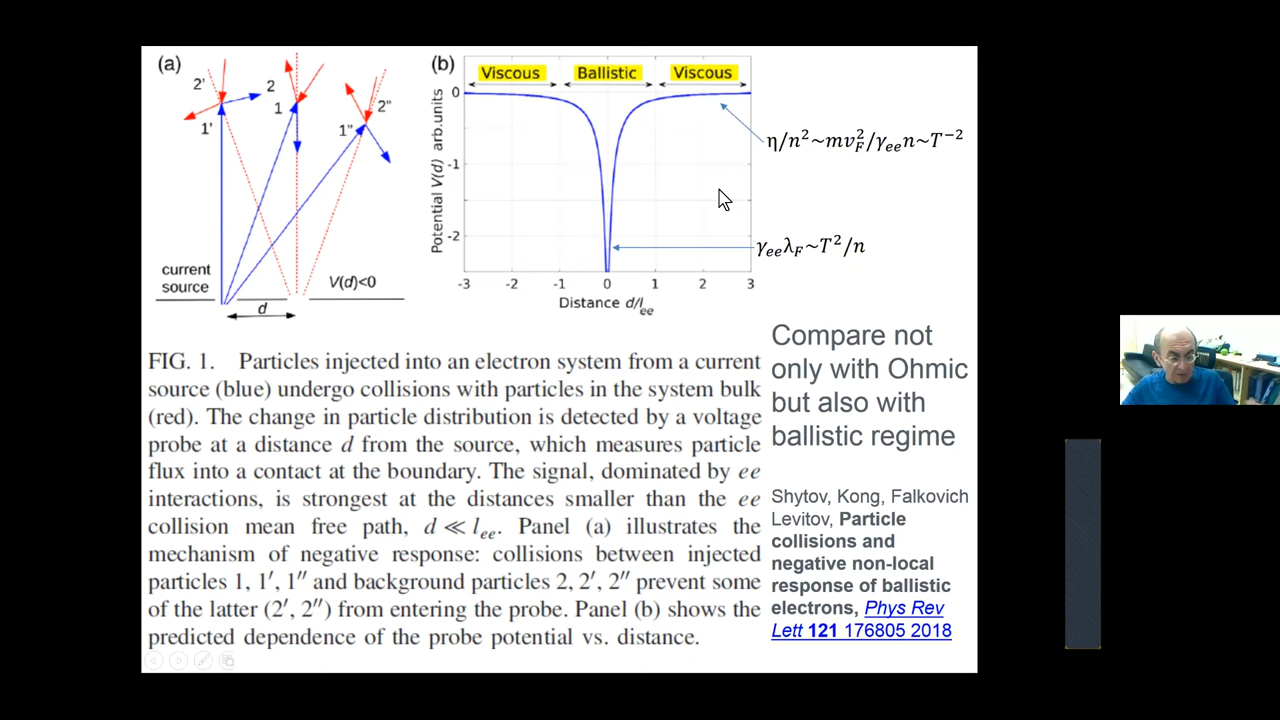 (a)
2'
2
1
1'
2"
1"
current
source
V(d)<0
d
(b)
Viscous
Ballistic
Viscous
0
-1
-2
Potential V(d) arb.units
-3
-2
-1
0
1
2
3
Distance d/lee
η/n²~mv_F²/γ_ee n~T⁻²
γ_ee λ_F~T²/n
FIG. 1. Particles injected into an electron system from a current
source (blue) undergo collisions with particles in the system bulk
(red). The change in particle distribution is detected by a voltage
probe at a distance d from the source, which measures particle
flux into a contact at the boundary. The signal, dominated by ee
interactions, is strongest at the distances smaller than the ee
collision mean free path, d ≪ l_ee. Panel (a) illustrates the
mechanism of negative response: collisions between injected
particles 1, 1′, 1″ and background particles 2, 2′, 2″ prevent some
of the latter (2′, 2″) from entering the probe. Panel (b) shows the
predicted dependence of the probe potential vs. distance.
Compare not
only with Ohmic
but also with
ballistic regime
Shytov, Kong, Falkovich
Levitov, Particle
collisions and
negative non-local
response of ballistic
electrons, Phys Rev
Lett 121 176805 2018